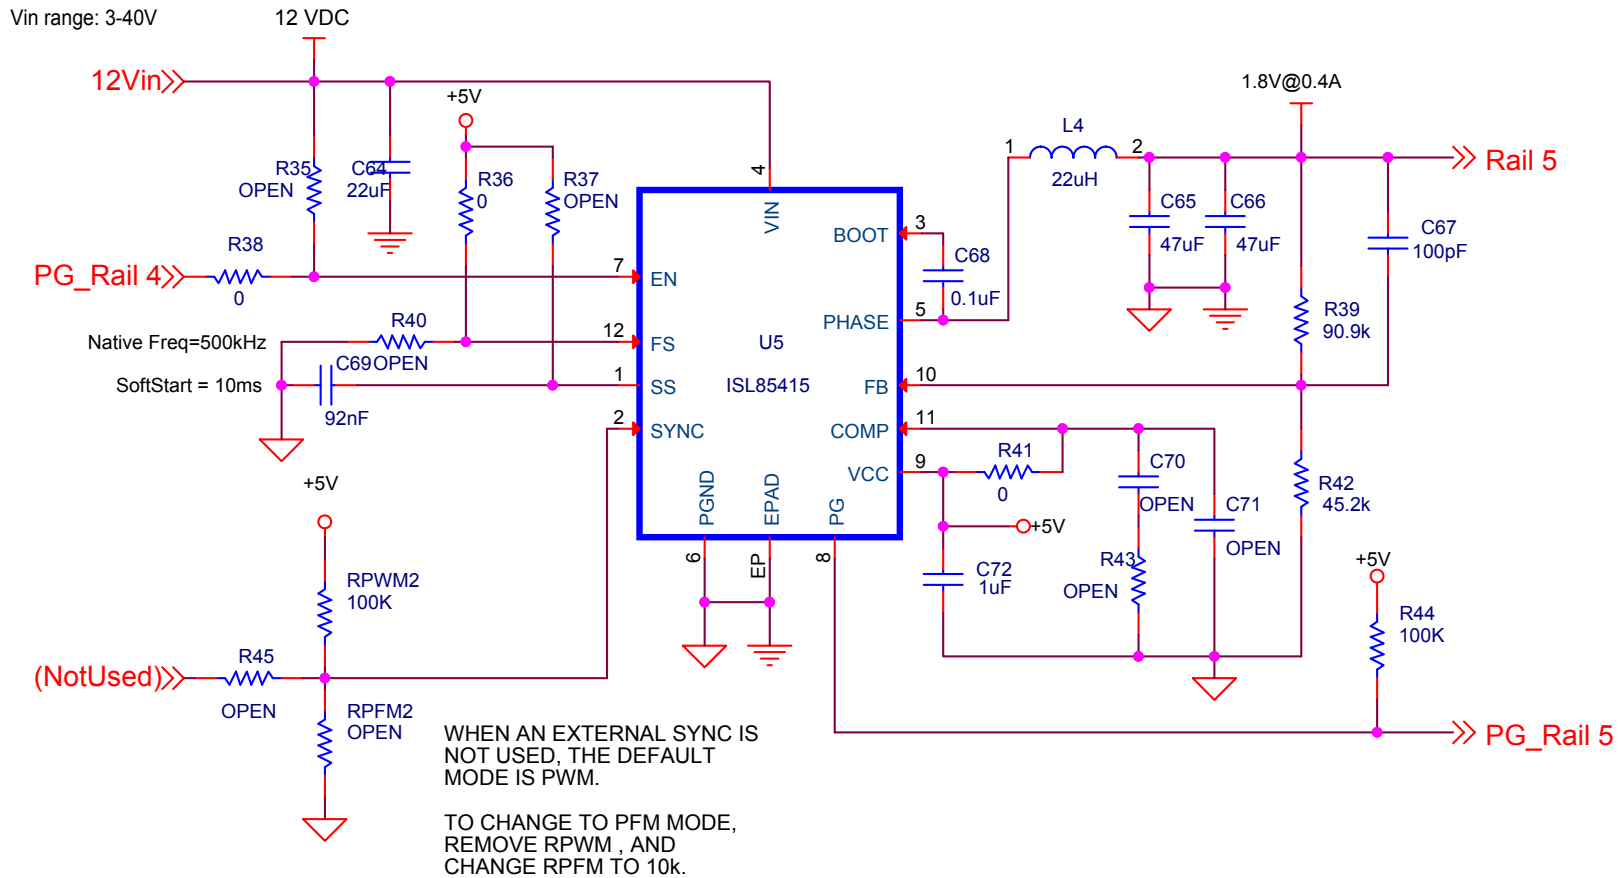 Vin range: 3-40V
12 VDC
12Vin
+5V
1.8V@0.4A
L4
1
2
22uH
Rail 5
R35
OPEN
C64
22uF
R36
0
R37
OPEN
4
VIN
3
BOOT
C68
0.1uF
C65
47uF
C66
47uF
C67
100pF
R38
0
PG_Rail 4
7
EN
5
PHASE
R39
90.9k
Native Freq=500kHz
R40
OPEN
12
FS
U5
ISL85415
C69
92nF
SoftStart = 10ms
1
SS
10
FB
2
SYNC
11
COMP
9
VCC
R41
0
C70
OPEN
C71
OPEN
R42
45.2k
+5V
PGND
EPAD
PG
6
EP
8
+5V
C72
1uF
R43
OPEN
+5V
R44
100K
RPWM2
100K
(NotUsed)
R45
OPEN
RPFM2
OPEN
PG_Rail 5
WHEN AN EXTERNAL SYNC IS
NOT USED, THE DEFAULT
MODE IS PWM.
TO CHANGE TO PFM MODE,
REMOVE RPWM , AND
CHANGE RPFM TO 10k.